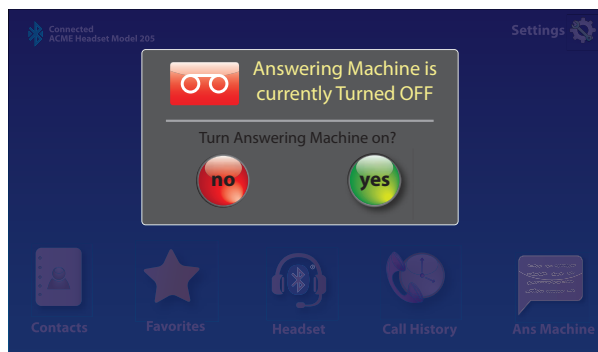 Connected
ACME Headset Model 205
Settings
Answering Machine is
currently Turned OFF
Turn Answering Machine on?
no
yes
Contacts
Favorites
Headset
Call History
Ans Machine